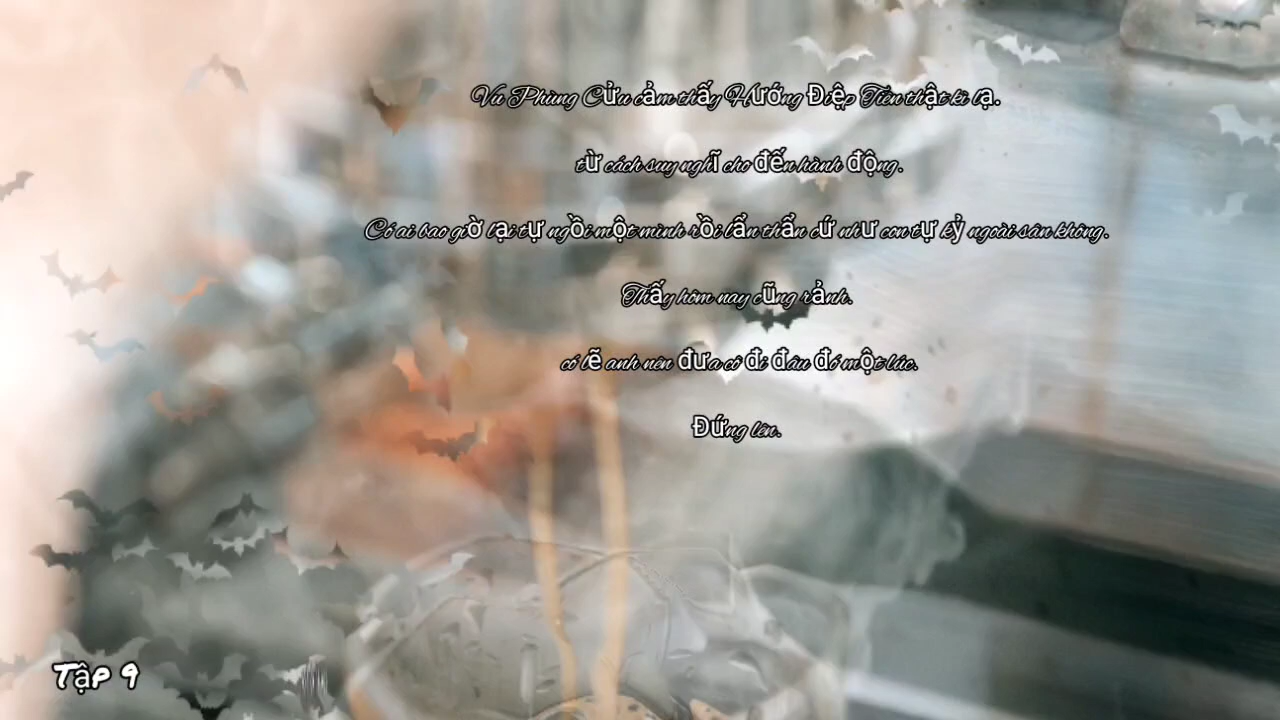 Vu Phùng Cửu cảm thấy Hướng Điệp Tiên thật kì lạ.
từ cách suy nghĩ cho đến hành động.
Có ai bao giờ lại tự ngồi một mình rồi lẩn thẩn cứ như con tự kỷ ngoài sân không.
Thấy hôm nay cũng rảnh.
có lẽ anh nên đưa cô đi đâu đó một lúc.
Đứng lên.
Tập 9